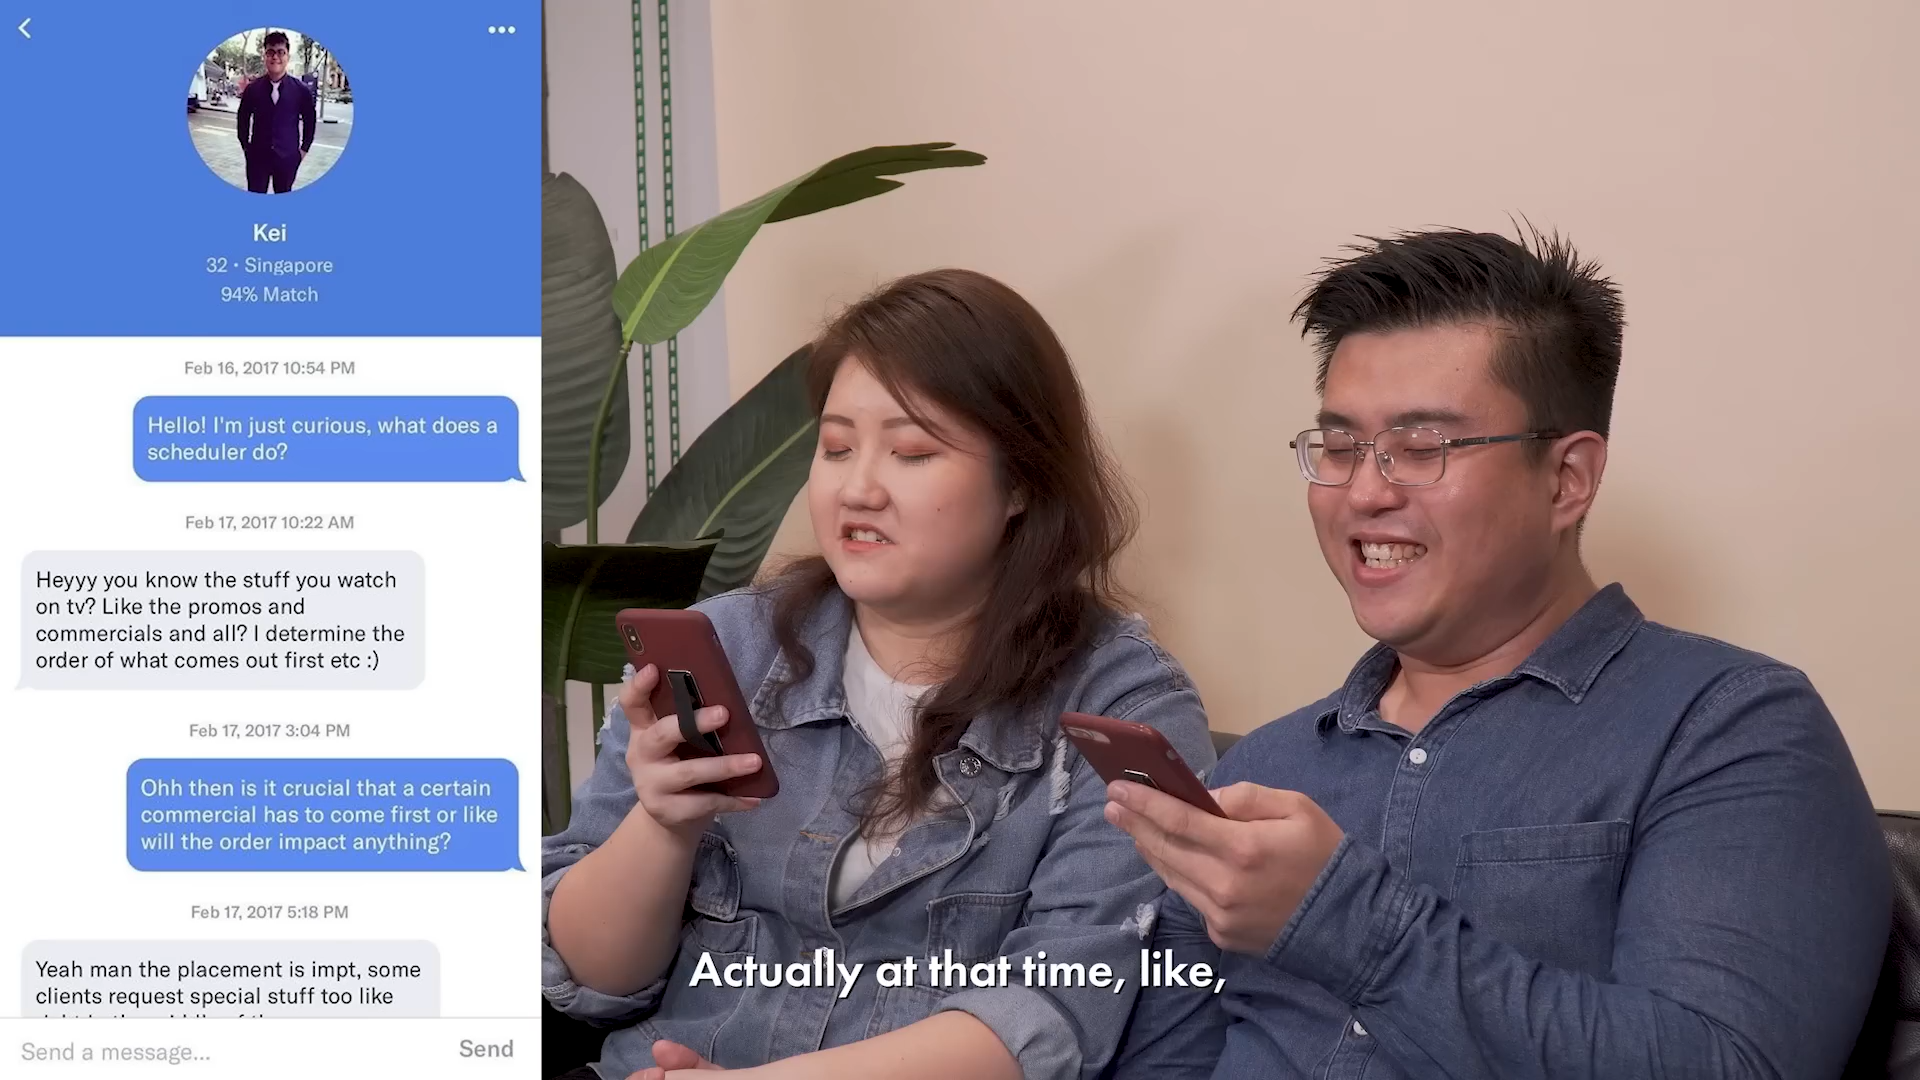 Kei
32 • Singapore
94% Match
Feb 16, 2017 10:54 PM
Hello! I'm just curious, what does a
scheduler do?
Feb 17, 2017 10:22 AM
Heyyy you know the stuff you watch
on tv? Like the promos and
commercials and all? I determine the
order of what comes out first etc :)
Feb 17, 2017 3:04 PM
Ohh then is it crucial that a certain
commercial has to come first or like
will the order impact anything?
Feb 17, 2017 5:18 PM
Yeah man the placement is impt, some
clients request special stuff too like
Send a message...
Send
Actually at that time, like,